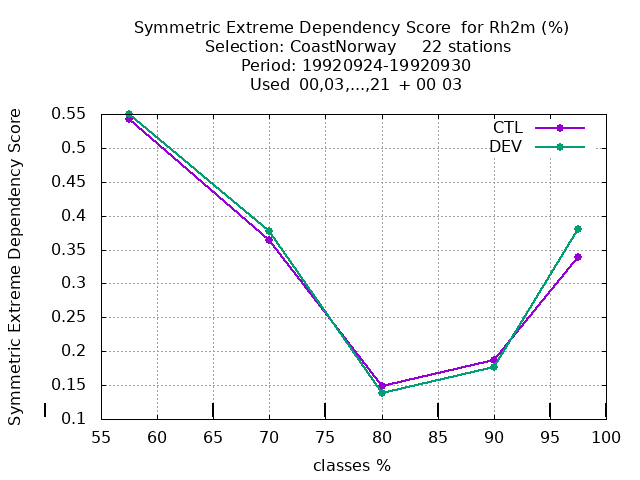 Symmetric Extreme Dependency Score for Rh2m (%)
Selection: CoastNorway 22 stations
Period: 19920924-19920930
Used 00,03,...,21 + 00 03
Symmetric Extreme Dependency Score
0.55
0.5
0.45
0.4
0.35
0.3
0.25
0.2
0.15
0.1
CTL
DEV
55 60 65 70 75 80 85 90 95 100
classes %